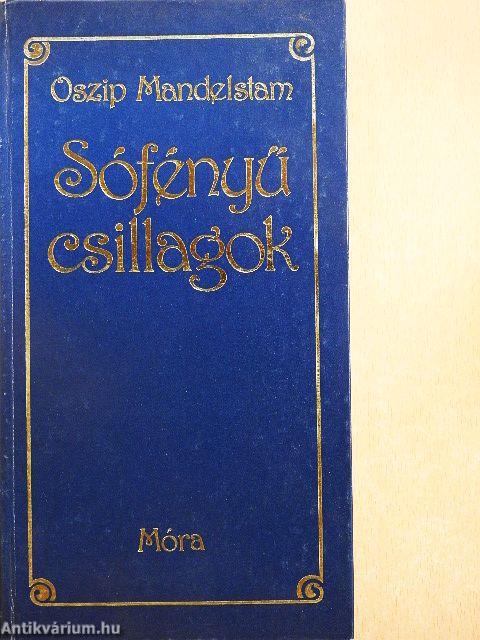 Oszip Mandelstam
Sófényű
csillagok
Móra
Antikvárium.hu